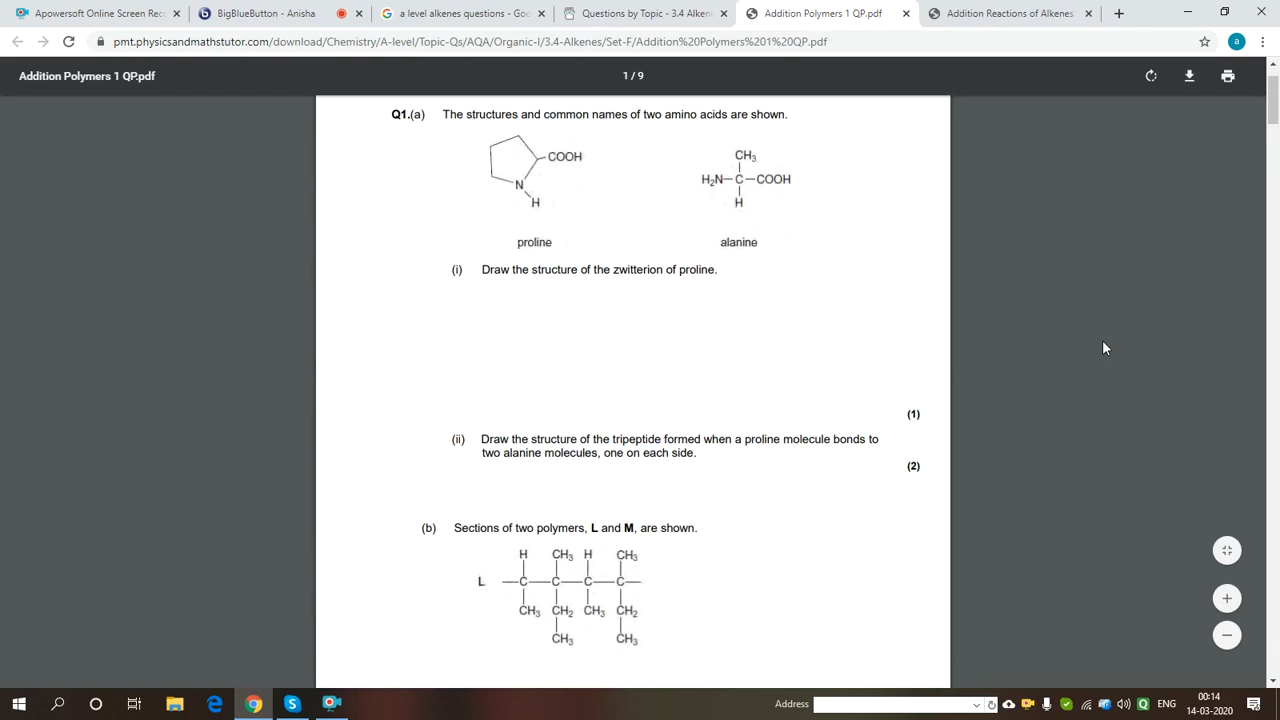 Apowersoft Online Screen Reco
BigBlueButton - Anisha
a level alkenes questions - Goo
Questions by Topic - 3.4 Alkene
Addition Polymers 1 QP.pdf
Addition Reactions of Alkenes
pmt.physicsandmathstutor.com/download/Chemistry/A-level/Topic-Qs/AQA/Organic-I/3.4-Alkenes/Set-F/Addition%20Polymers%201%20QP.pdf
a
Addition Polymers 1 QP.pdf
1 / 9
Q1.(a) The structures and common names of two amino acids are shown.
COOH
N
H
CH3
H2N—C—COOH
H
proline
alanine
(i) Draw the structure of the zwitterion of proline.
(1)
(ii) Draw the structure of the tripeptide formed when a proline molecule bonds to
two alanine molecules, one on each side.
(2)
(b) Sections of two polymers, L and M, are shown.
H CH3 H CH3
L —C—C—C—C—
CH3 CH2 CH3 CH2
CH3 CH3
Address
ENG
00:14
14-03-2020